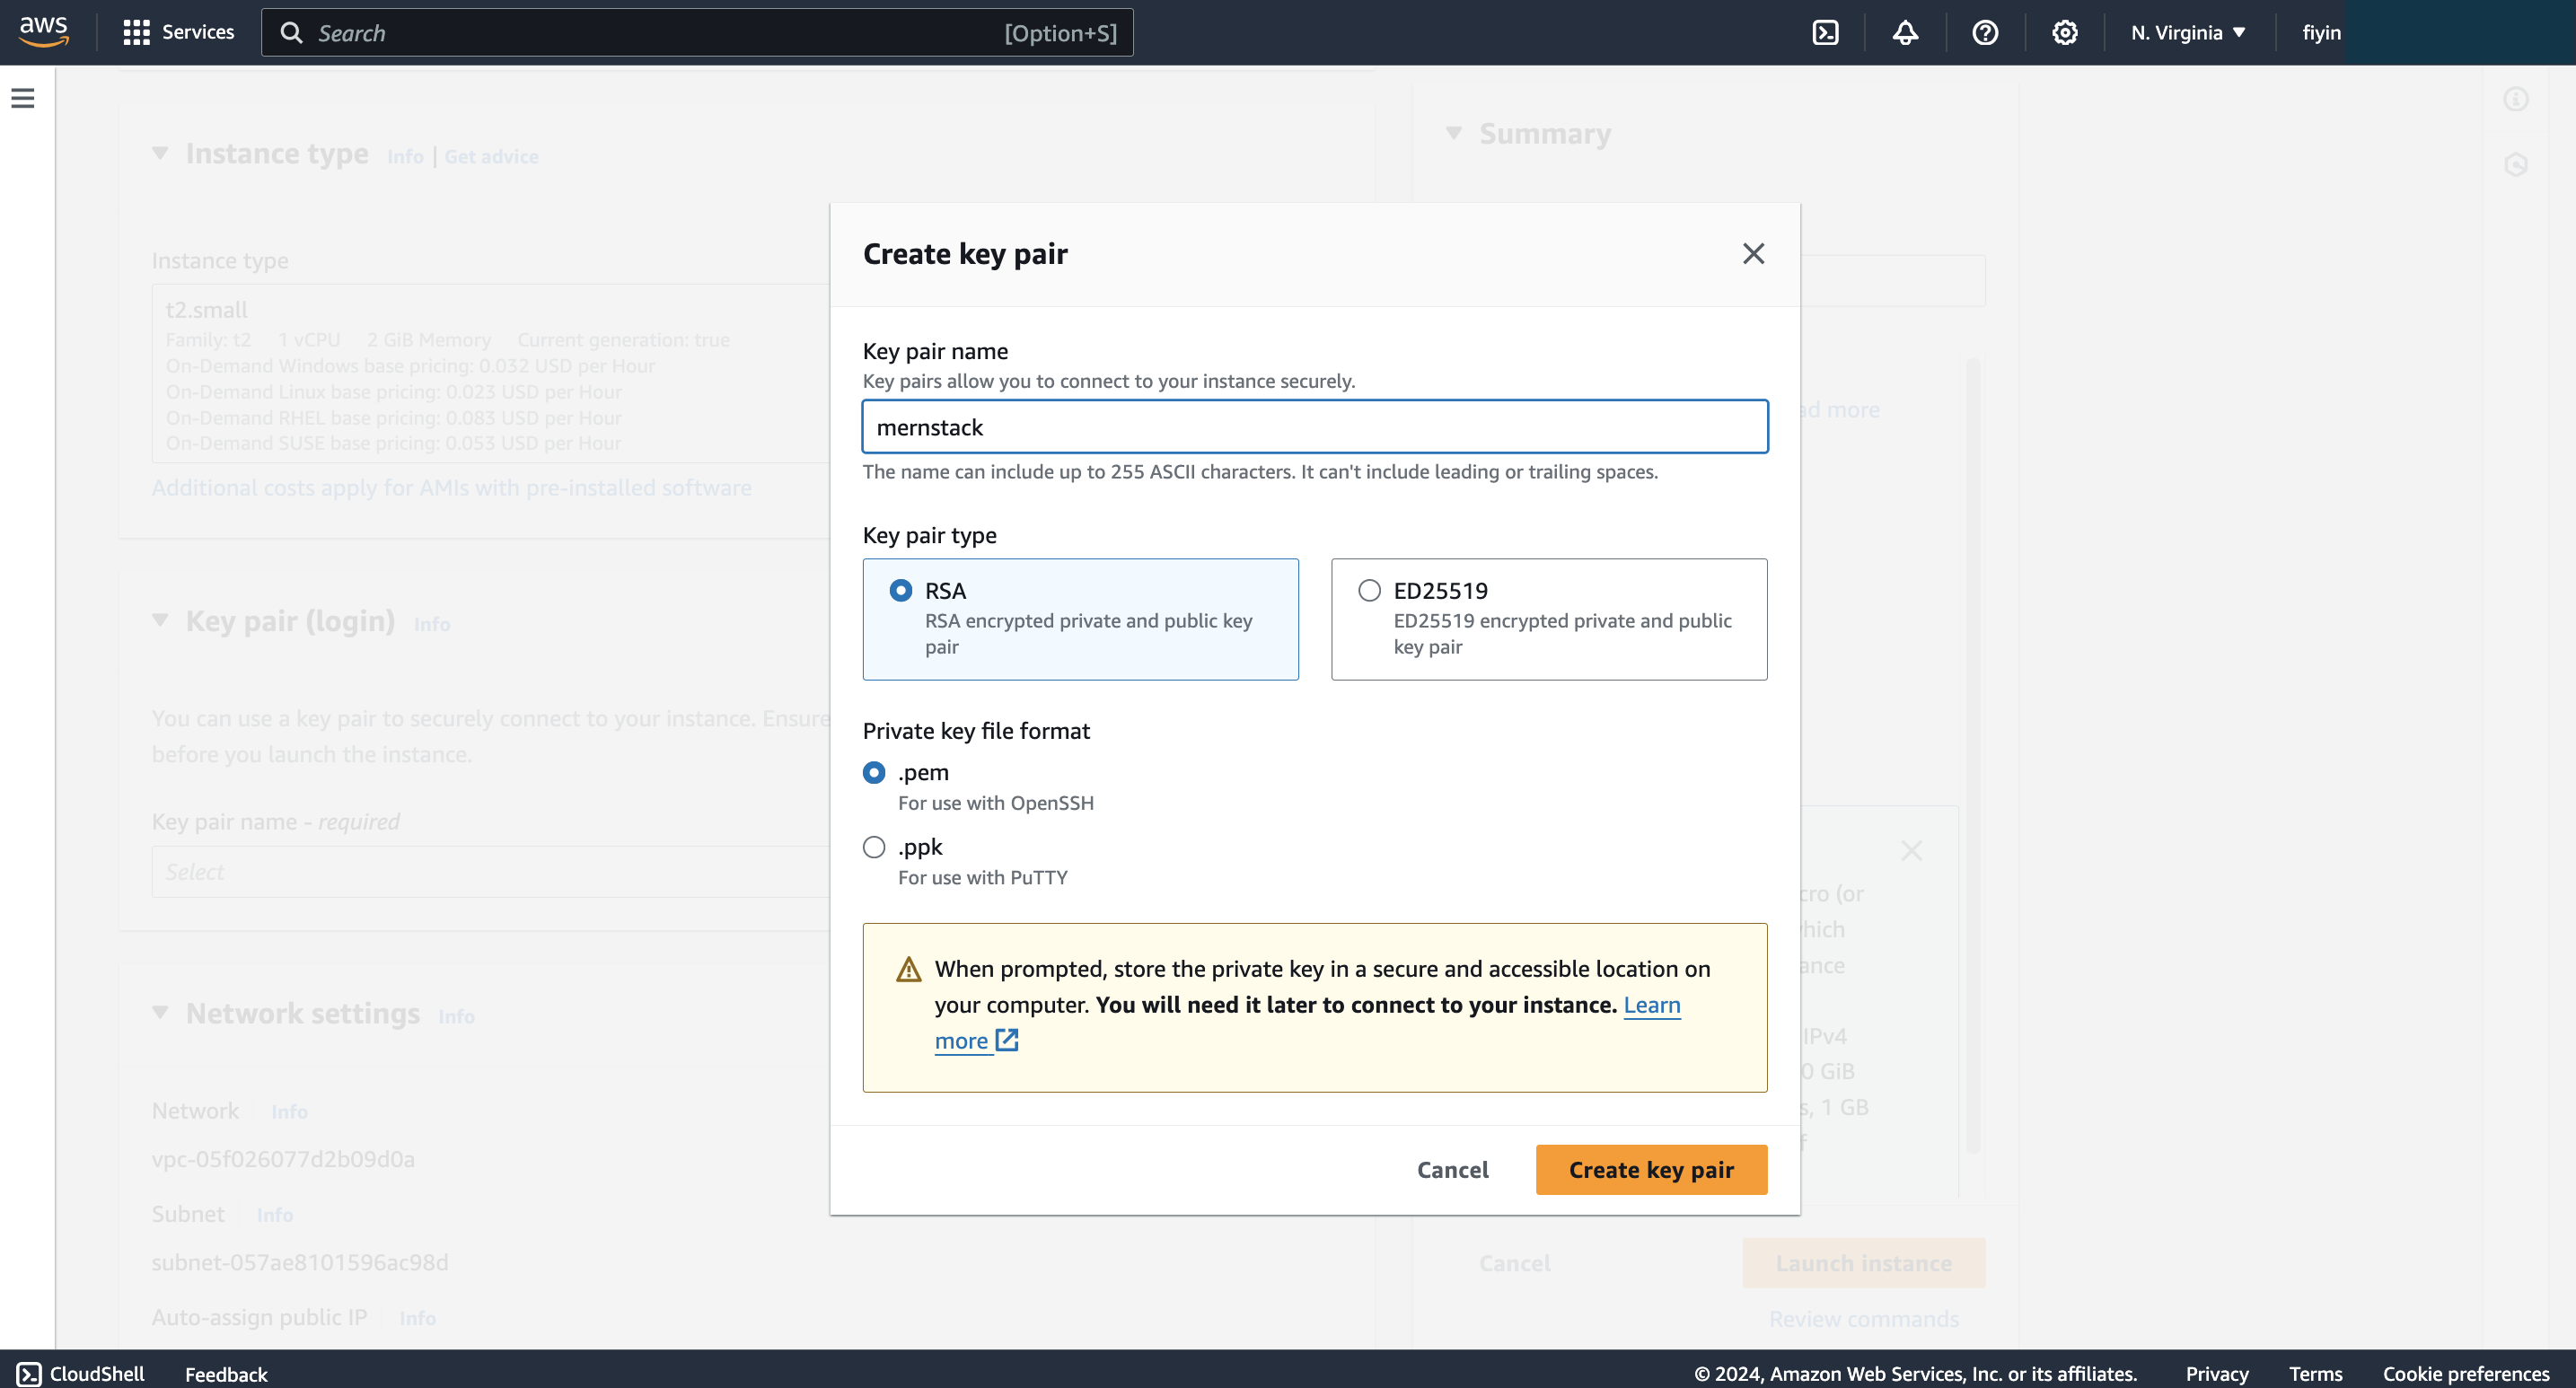 aws
Services
Search
[Option+S]
N. Virginia
fiyin
Instance type Info | Get advice
Instance type
t2.small
Family: t2 1 vCPU 2 GiB Memory Current generation: true
On-Demand Windows base pricing: 0.032 USD per Hour
On-Demand Linux base pricing: 0.023 USD per Hour
On-Demand RHEL base pricing: 0.083 USD per Hour
On-Demand SUSE base pricing: 0.053 USD per Hour
Additional costs apply for AMIs with pre-installed software
Key pair (login) Info
You can use a key pair to securely connect to your instance. Ensure
before you launch the instance.
Key pair name - required
Select
Network settings Info
Network Info
vpc-05f026077d2b09d0a
Subnet Info
subnet-057ae8101596ac98d
Auto-assign public IP Info
Create key pair
Key pair name
Key pairs allow you to connect to your instance securely.
mernstack
The name can include up to 255 ASCII characters. It can't include leading or trailing spaces.
Key pair type
RSA
RSA encrypted private and public key
pair
ED25519
ED25519 encrypted private and public
key pair
Private key file format
.pem
For use with OpenSSH
.ppk
For use with PuTTY
When prompted, store the private key in a secure and accessible location on
your computer. You will need it later to connect to your instance. Learn
more
Cancel
Create key pair
Summary
ad more
cro (or
hich
ance
IPv4
0 GiB
s, 1 GB
Cancel
Launch instance
Review commands
CloudShell
Feedback
© 2024, Amazon Web Services, Inc. or its affiliates.
Privacy
Terms
Cookie preferences